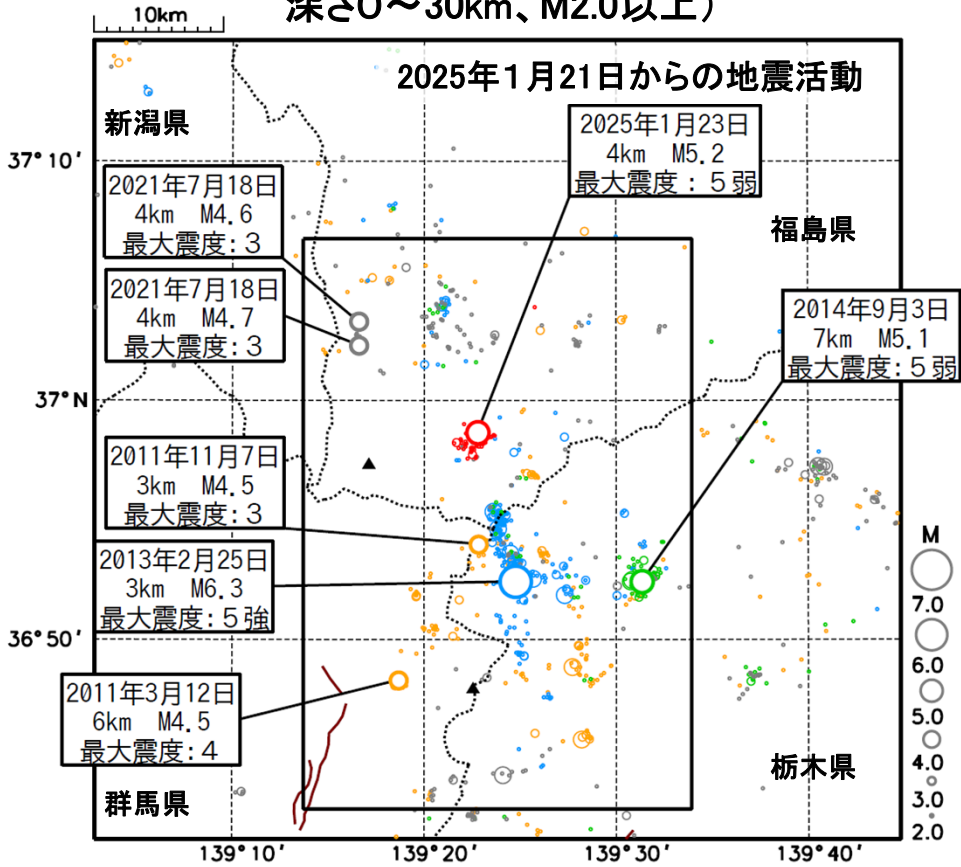 深さ0～30km、M2.0以上）
10km
2025年1月21日からの地震活動
新潟県
2025年1月23日
4km M5.2
最大震度：５弱
37°10′
2021年7月18日
4km M4.6
最大震度：3
福島県
2021年7月18日
4km M4.7
最大震度：3
2014年9月3日
7km M5.1
最大震度：５弱
37°N
2011年11月7日
3km M4.5
最大震度：3
2013年2月25日
3km M6.3
最大震度：５強
36°50′
2011年3月12日
6km M4.5
最大震度：4
M
7.0
6.0
5.0
4.0
3.0
2.0
栃木県
群馬県
139°10′
139°20′
139°30′
139°40′